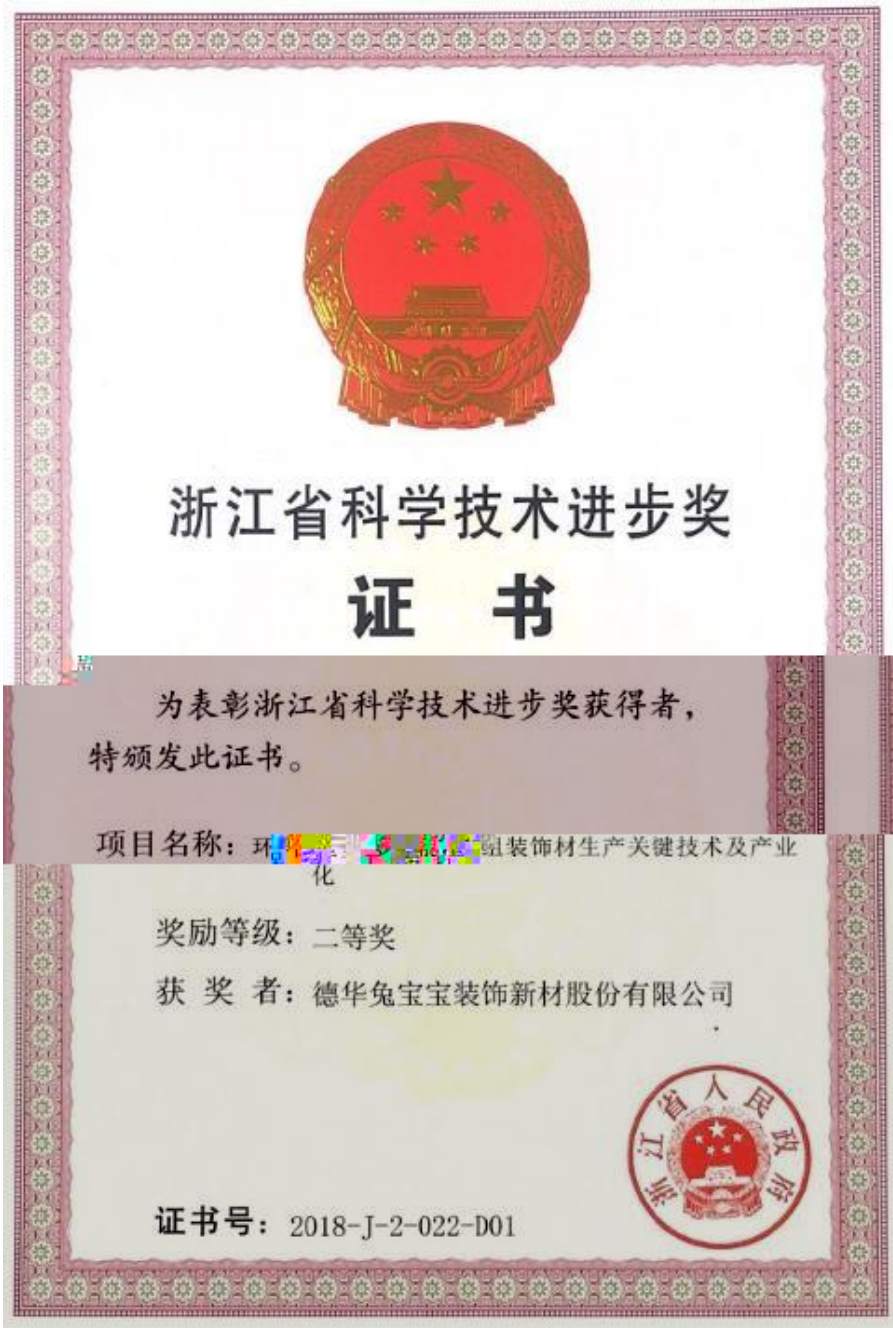 浙江省科学技术进步奖
证 书
为表彰浙江省科学技术进步奖获得者，
特颁发此证书。
项目名称：环 组装饰材生产关键技术及产业
化
奖励等级：二等奖
获 奖 者：德华兔宝宝装饰新材股份有限公司
浙江省人民政府
证书号：2018-J-2-022-D01